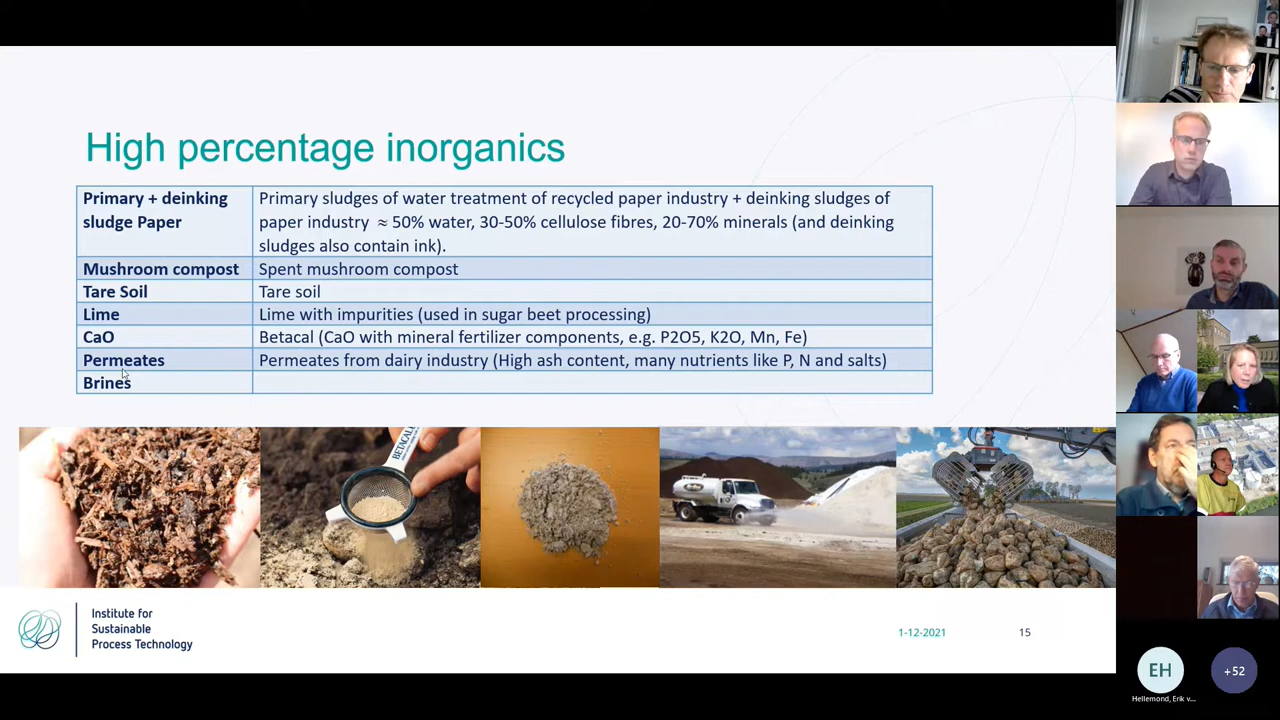 High percentage inorganics
Primary + deinking
sludge Paper
Primary sludges of water treatment of recycled paper industry + deinking sludges of
paper industry ≈ 50% water, 30-50% cellulose fibres, 20-70% minerals (and deinking
sludges also contain ink).
Mushroom compost
Spent mushroom compost
Tare Soil
Tare soil
Lime
Lime with impurities (used in sugar beet processing)
CaO
Betacal (CaO with mineral fertilizer components, e.g. P2O5, K2O, Mn, Fe)
Permeates
Permeates from dairy industry (High ash content, many nutrients like P, N and salts)
Brines
BETACAL
Institute for
Sustainable
Process Technology
1-12-2021
15
EH
Hellemond, Erik v...
+52